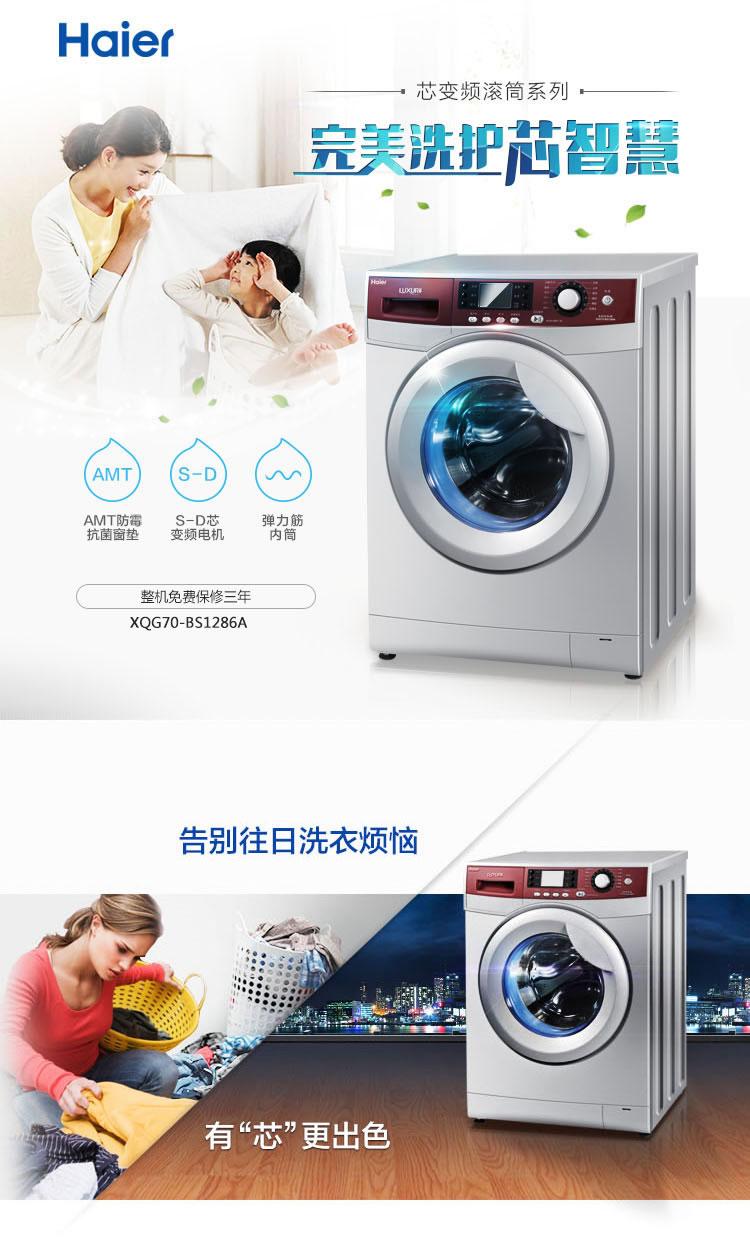 Haier
芯变频滚筒系列
完美洗护芯智慧
Haier
LUXURII
AMT
S-D
AMT防霉
抗菌窗垫
S-D芯
变频电机
弹力筋
内筒
整机免费保修三年
XQG70-BS1286A
告别往日洗衣烦恼
Haier
有“芯”更出色